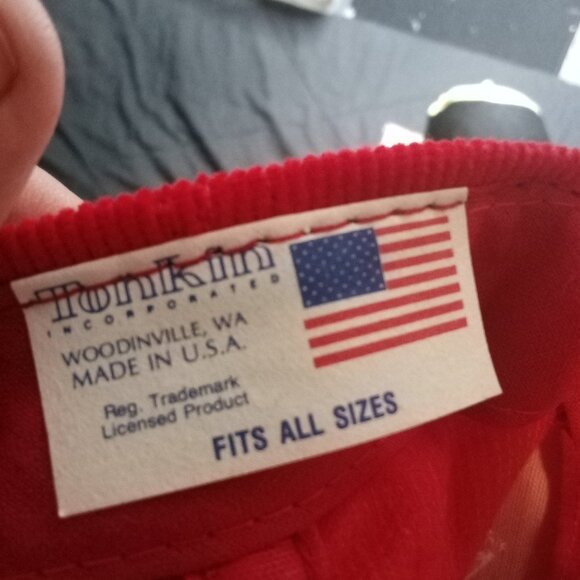 Tonkin
INCORPORATED
WOODINVILLE, WA
MADE IN U.S.A.
Reg. Trademark
Licensed Product
FITS ALL SIZES